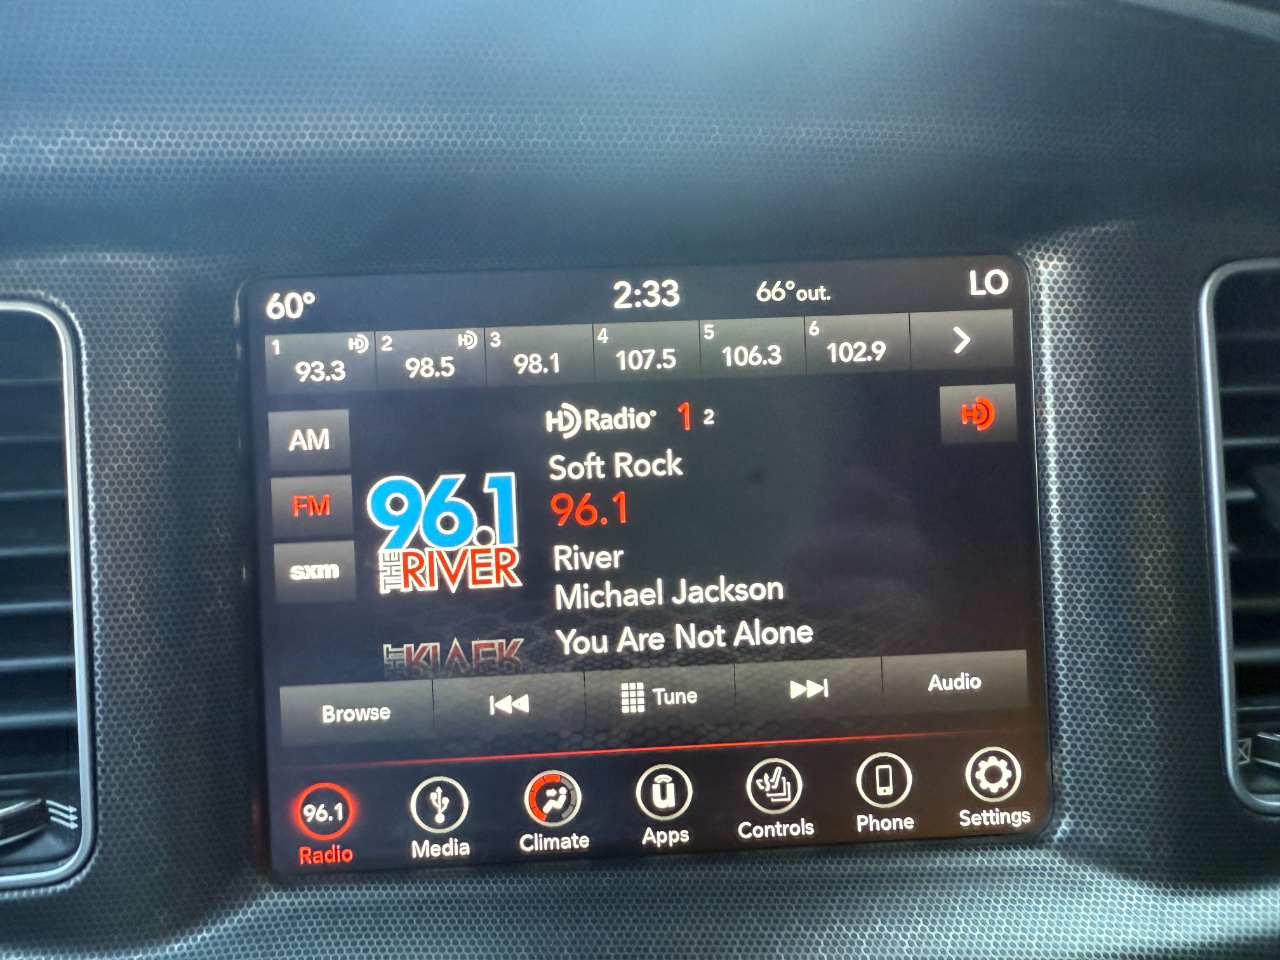 60° 2:33 66° out. LO
1 93.3 HD 2 98.5 HD 3 98.1 4 107.5 5 106.3 6 102.9
HD Radio 1 2 HD
AM
Soft Rock
FM
96.1
sxm
96.1
THE RIVER
River
Michael Jackson
You Are Not Alone
Browse Tune Audio
96.1
Radio Media Climate Apps Controls Phone Settings